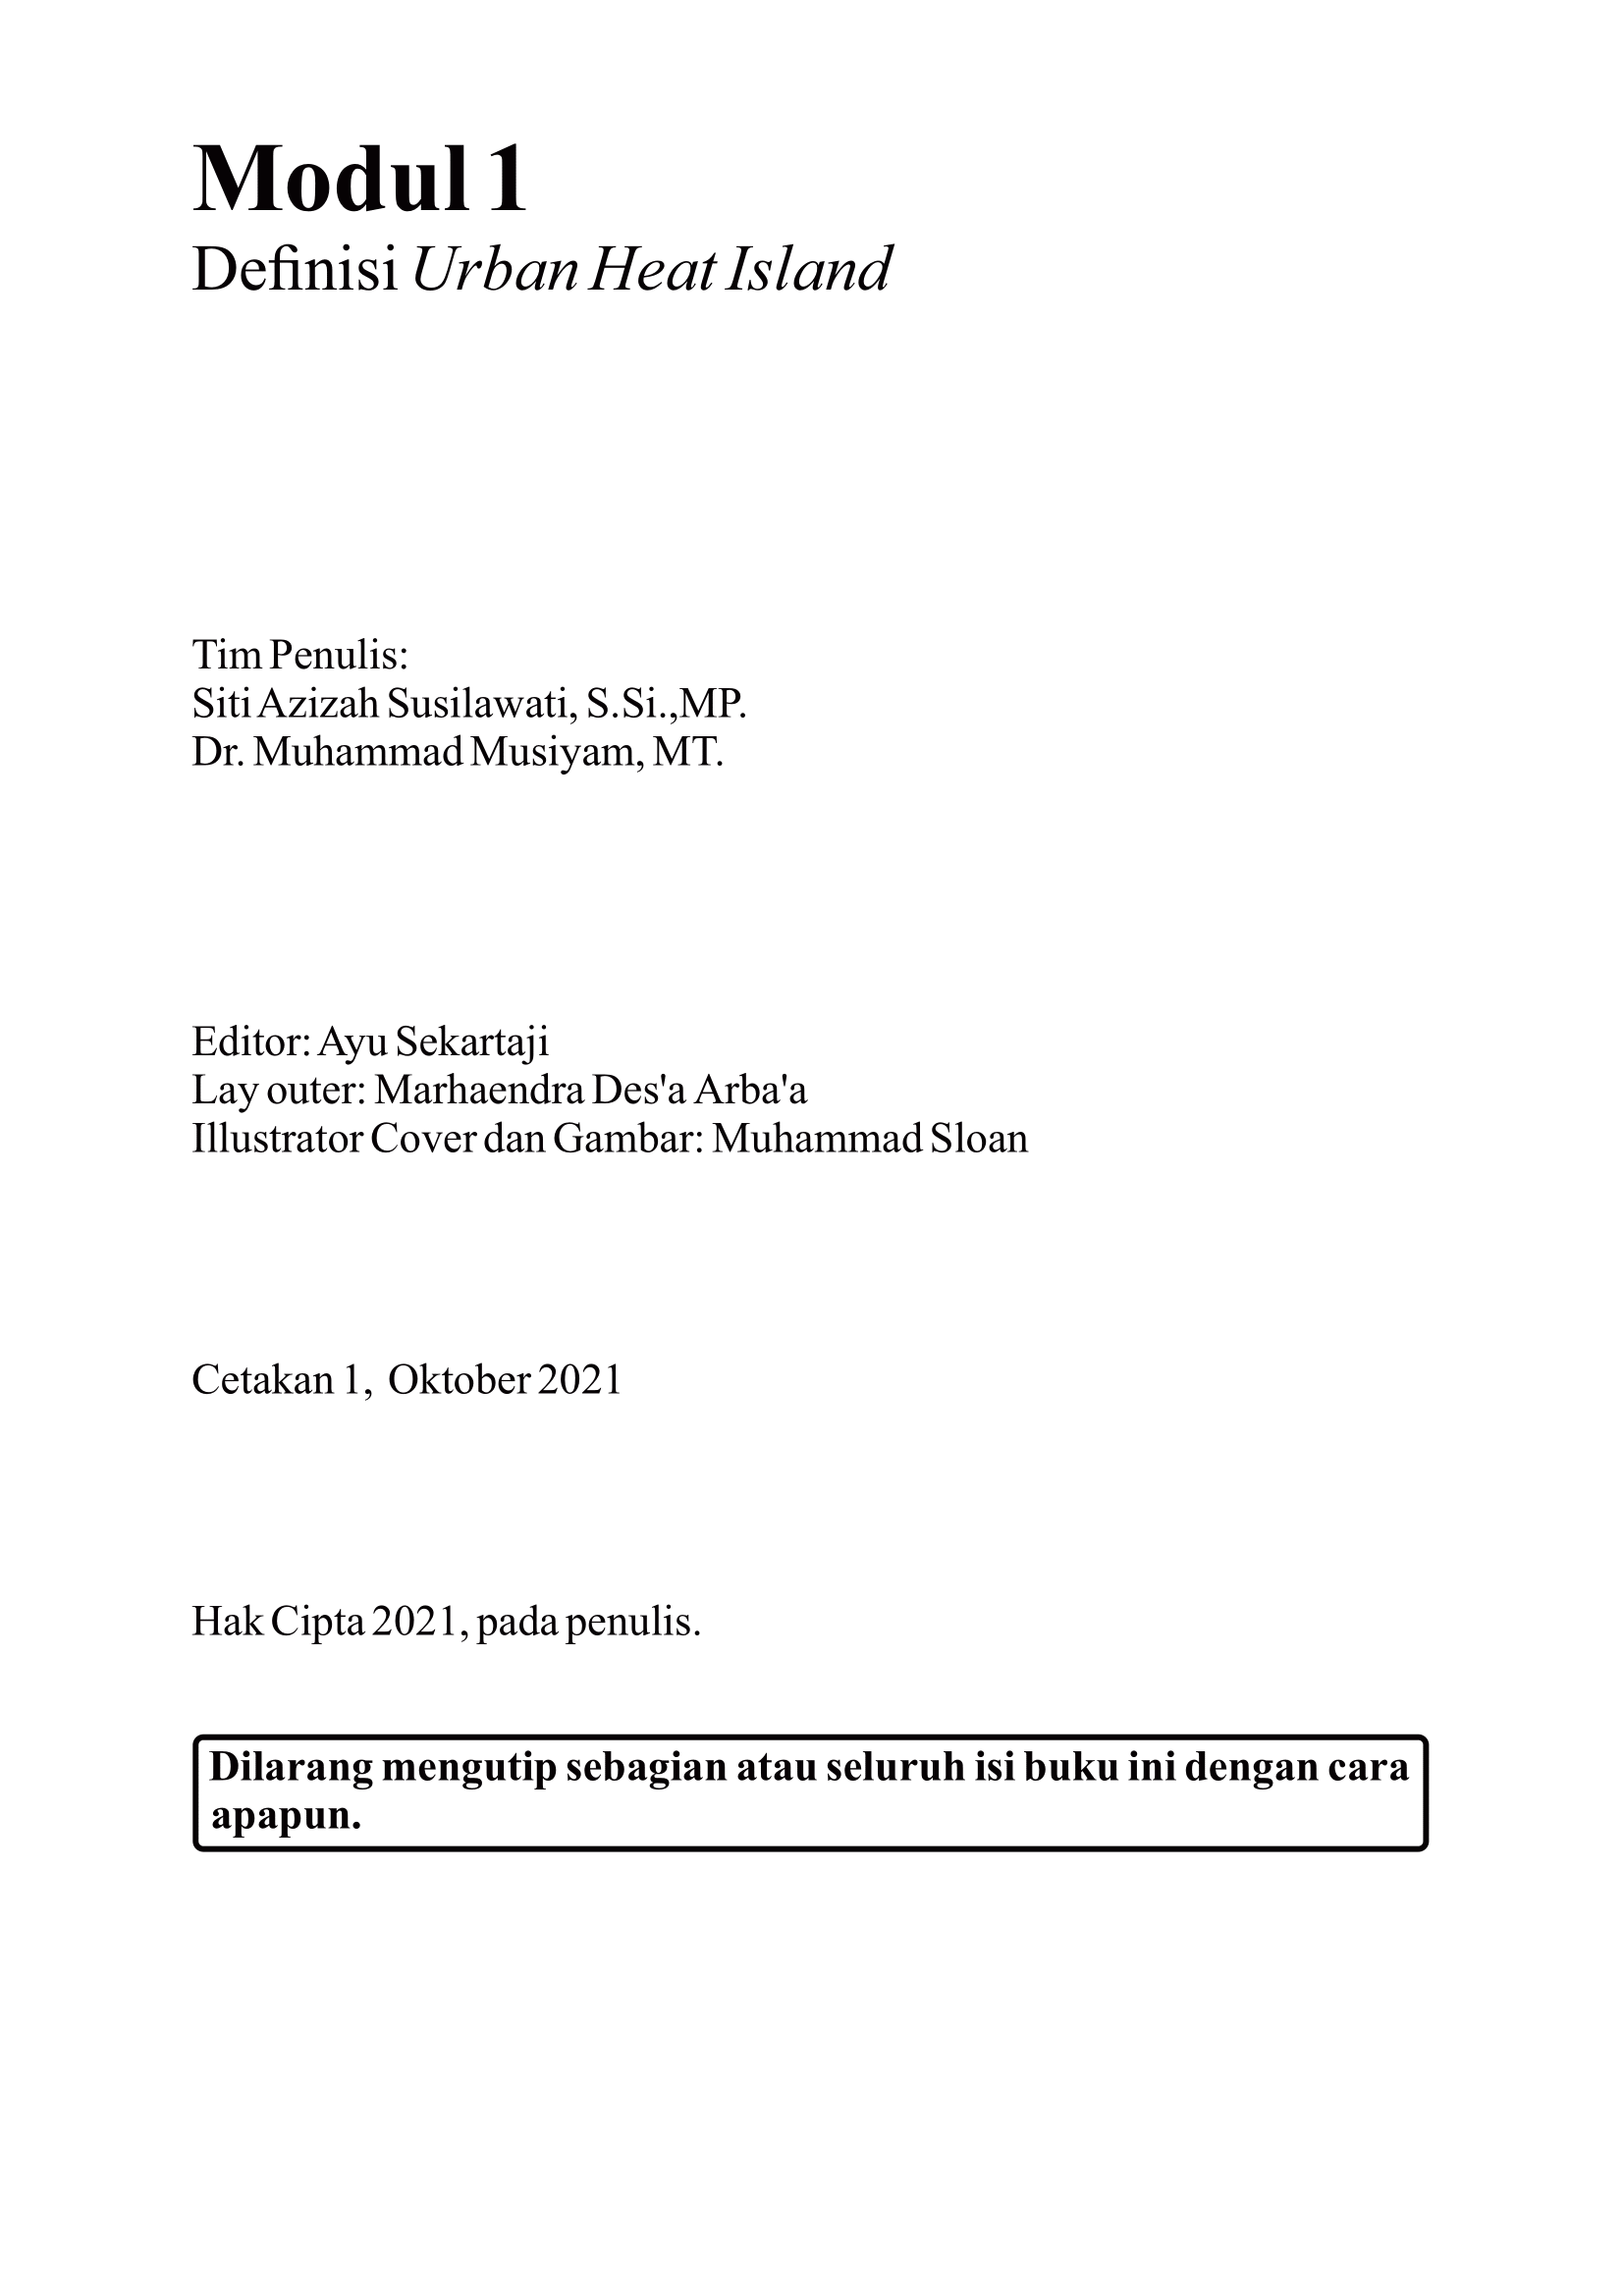 Modul 1
Definisi Urban Heat Island
Tim Penulis:
Siti Azizah Susilawati, S.Si.,MP.
Dr. Muhammad Musiyam, MT.
Editor: Ayu Sekartaji
Lay outer: Marhaendra Des'a Arba'a
Illustrator Cover dan Gambar: Muhammad Sloan
Cetakan 1, Oktober 2021
Hak Cipta 2021, pada penulis.
Dilarang mengutip sebagian atau seluruh isi buku ini dengan cara
apapun.